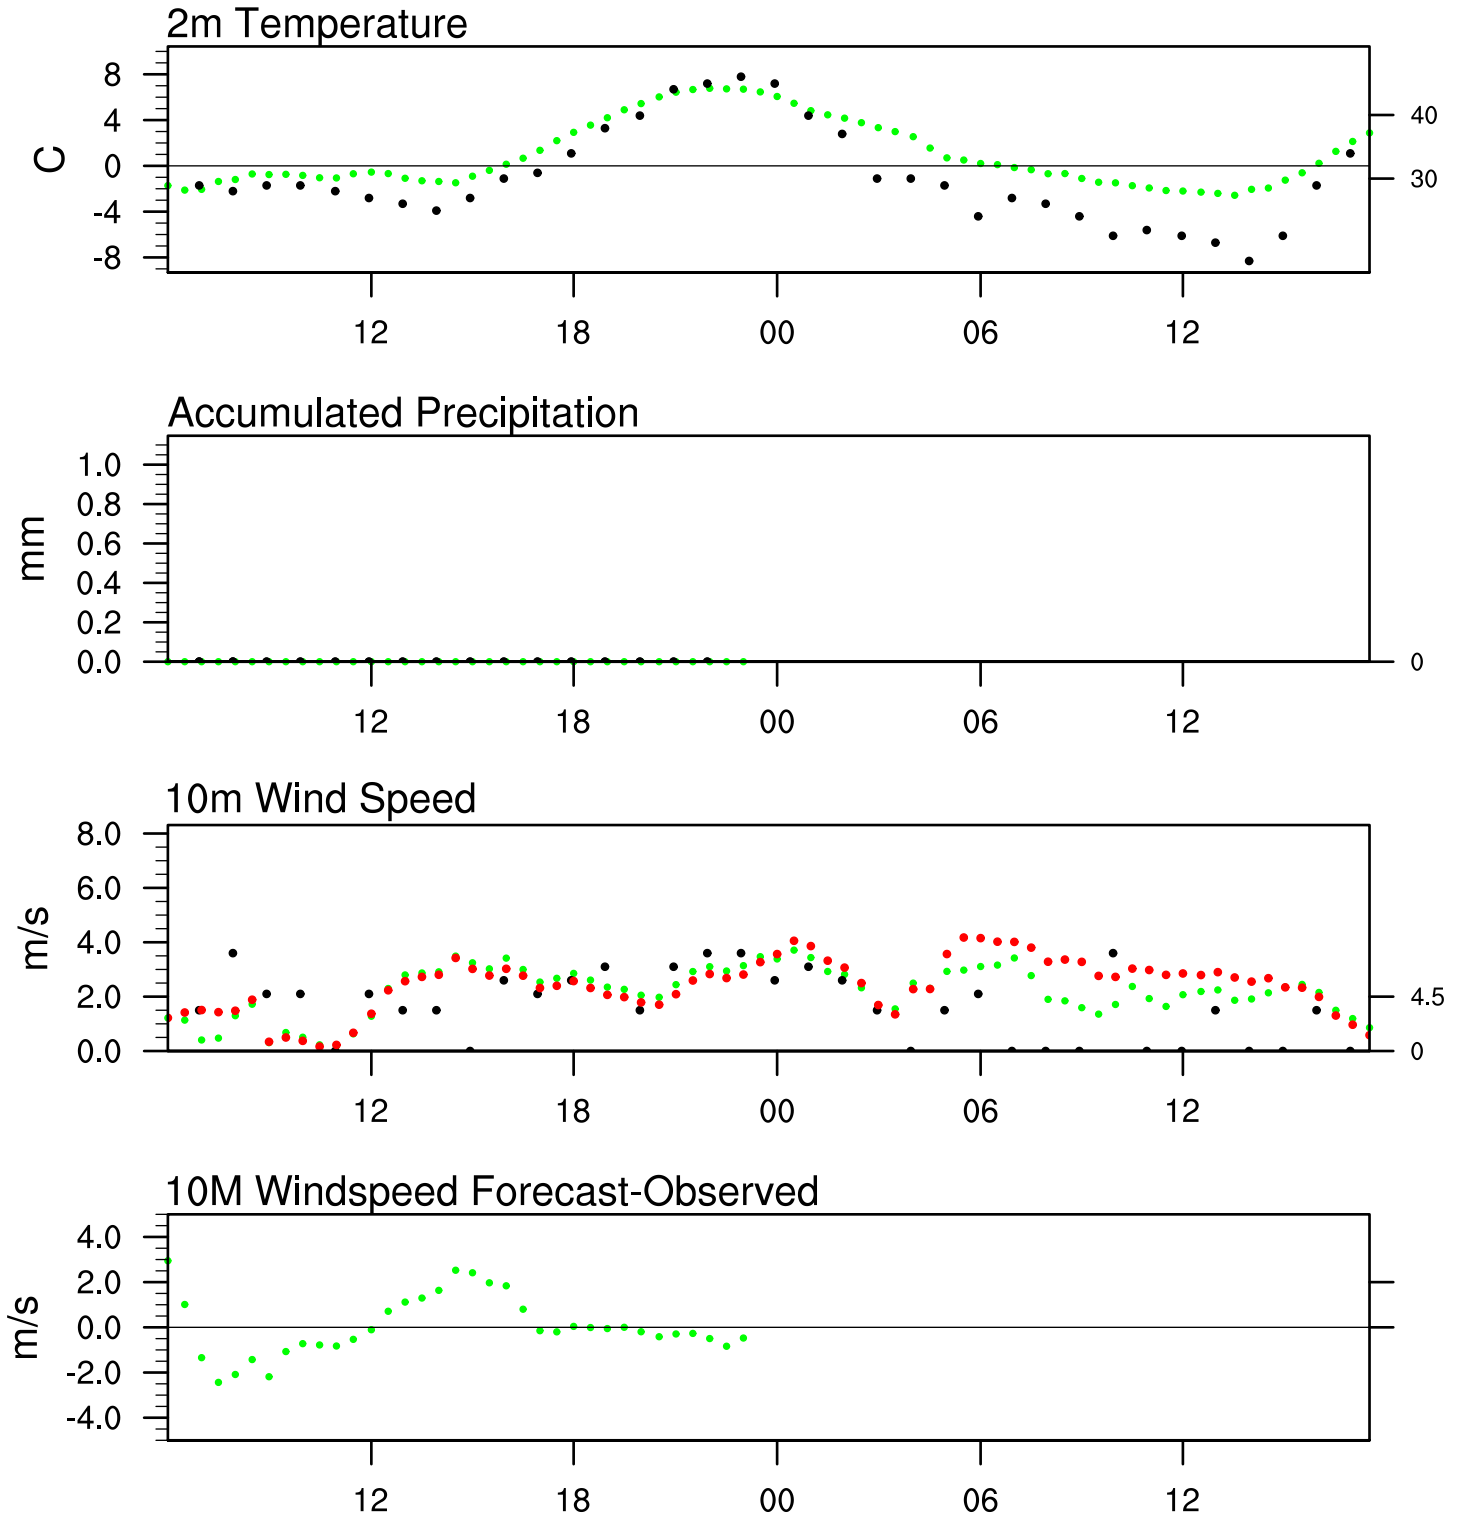 2m Temperature
8
4
0
-4
-8
C
40
30
12 18 00 06 12
Accumulated Precipitation
1.0
0.8
0.6
0.4
0.2
0.0
mm
0
12 18 00 06 12
10m Wind Speed
8.0
6.0
4.0
2.0
0.0
m/s
4.5
0
12 18 00 06 12
10M Windspeed Forecast-Observed
4.0
2.0
0.0
-2.0
-4.0
m/s
12 18 00 06 12